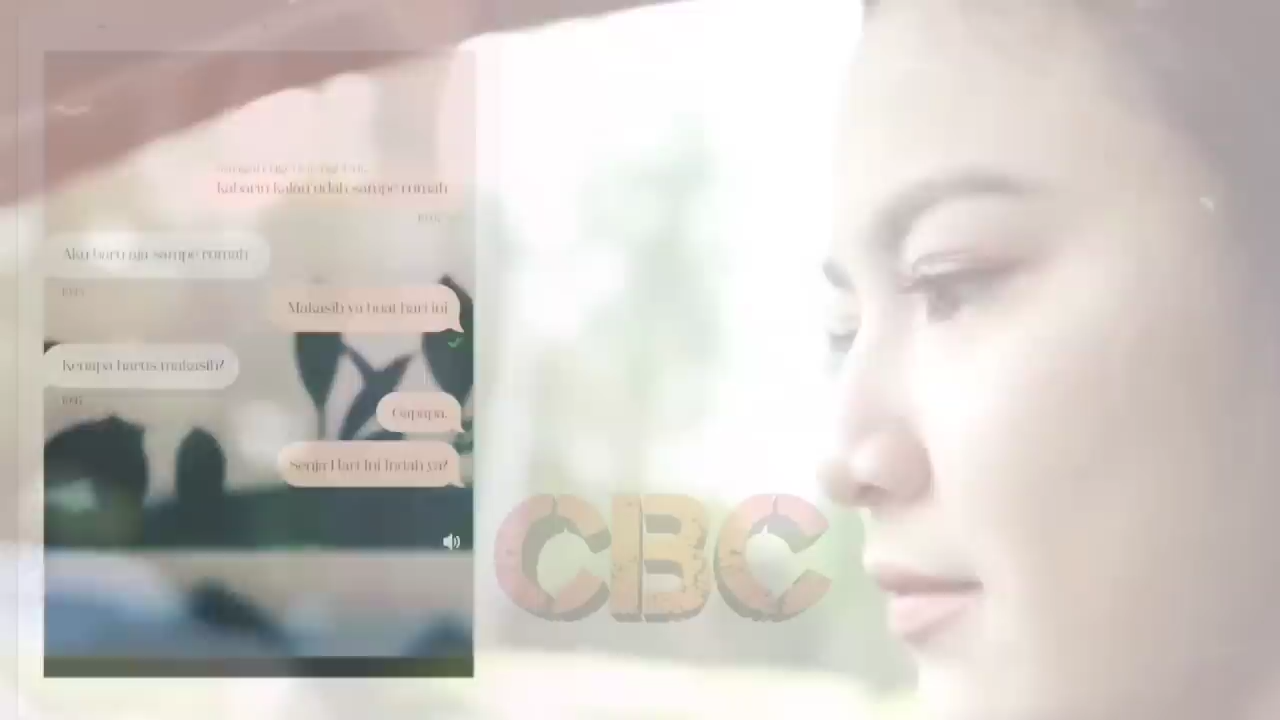 kabarin kalau udah sampe rumah
Aku baru aja sampe rumah
Makasih ya buat hari ini
Kenapa harus makasih?
Gapapa.
Senja Hari Ini Indah ya?
CBC